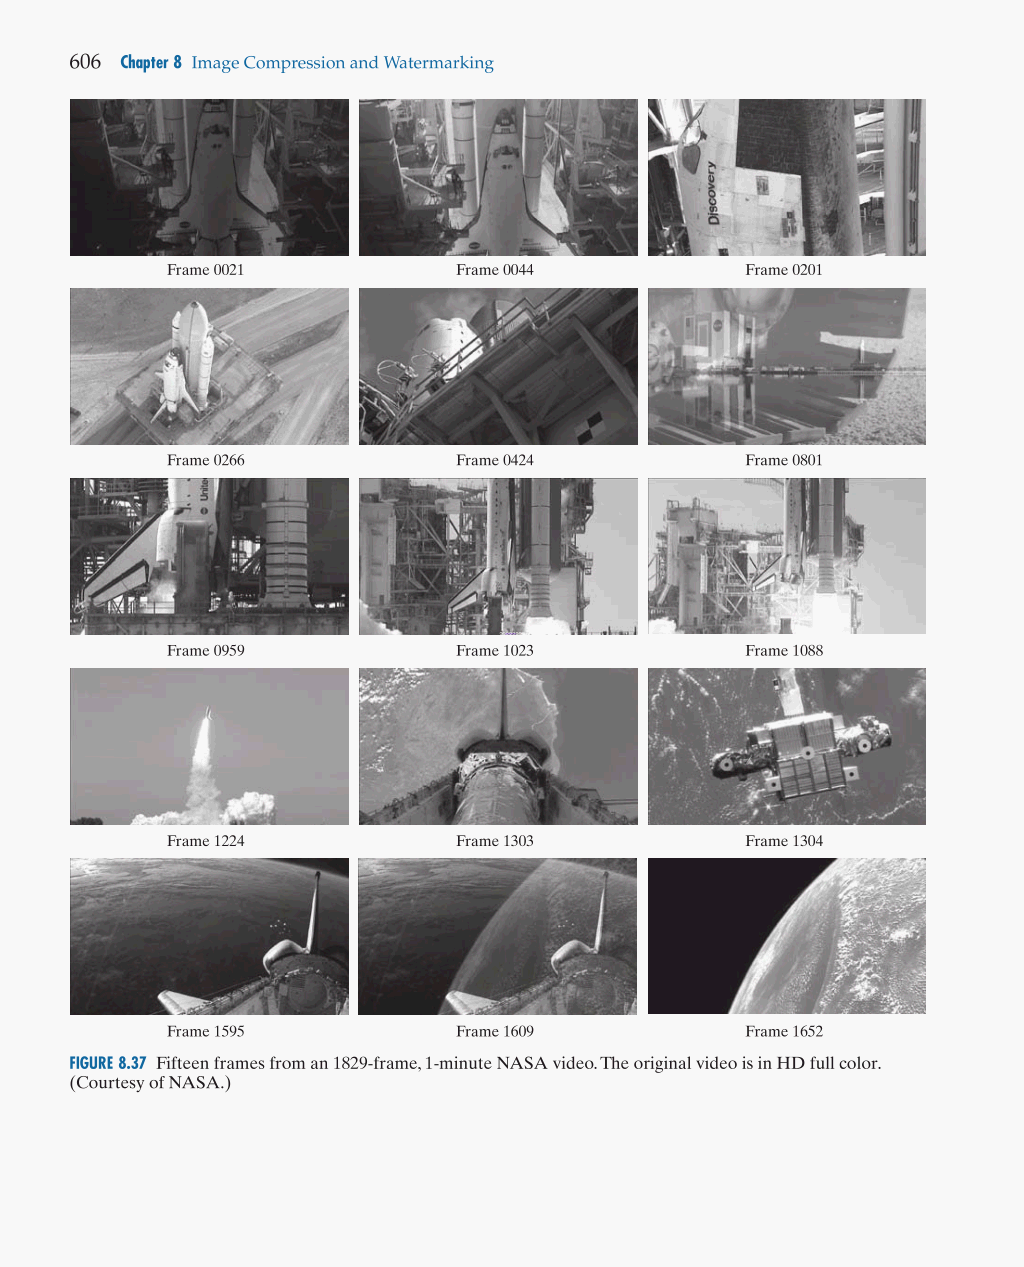 606 Chapter 8 Image Compression and Watermarking
Discovery
Frame 0021 Frame 0044 Frame 0201
Frame 0266 Frame 0424 Frame 0801
Unite
Frame 0959 Frame 1023 Frame 1088
Frame 1224 Frame 1303 Frame 1304
Frame 1595 Frame 1609 Frame 1652
FIGURE 8.37 Fifteen frames from an 1829-frame, 1-minute NASA video. The original video is in HD full color.
(Courtesy of NASA.)